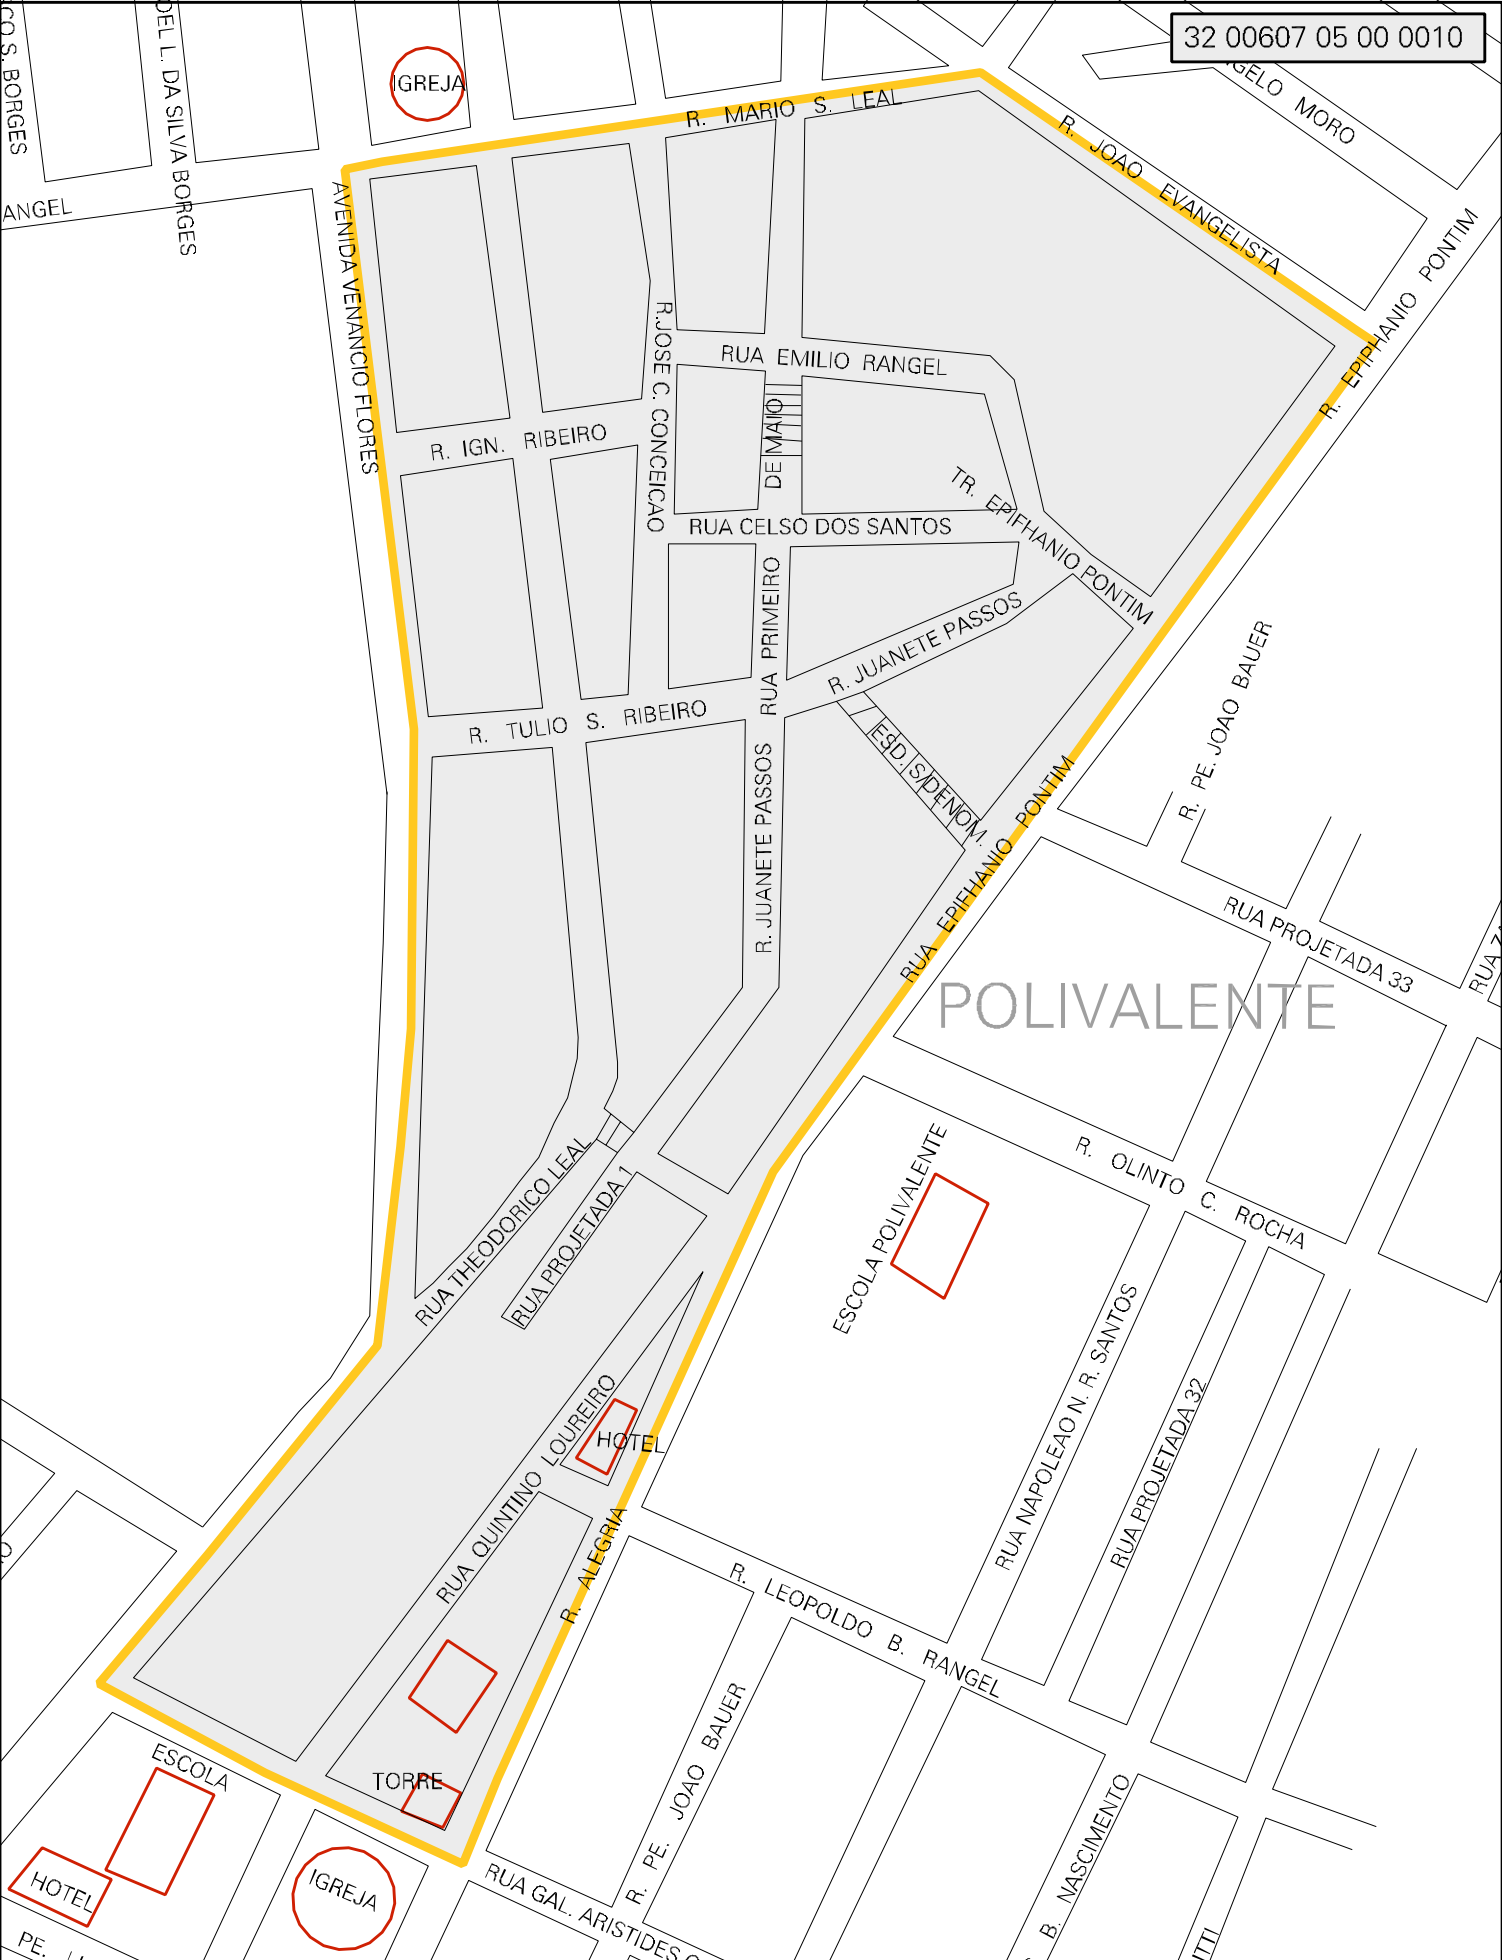 32 00607 05 00 0010
CO S. BORGES
DEL L. DA SILVA BORGES
IGREJA
R. MARIO S. LEAL
GELO MORO
R. JOAO EVANGELISTA
ANGEL
AVENIDA VENANCIO FLORES
R. EPIPHANIO PONTIM
R.JOSE C. CONCEICAO
RUA EMILIO RANGEL
R. IGN. RIBEIRO
DE MAIO
TR. EPIFHANIO PONTIM
RUA CELSO DOS SANTOS
RUA PRIMEIRO
R. JUANETE PASSOS
R. PE. JOAO BAUER
R. TULIO S. RIBEIRO
ESD. S/DENOM.
R. JUANETE PASSOS
RUA EPIFHANIO PONTIM
RUA PROJETADA 33
RUA
POLIVALENTE
RUA THEODORICO LEAL
RUA PROJETADA 1
ESCOLA POLIVALENTE
R. OLINTO C. ROCHA
RUA NAPOLEAO N. R. SANTOS
RUA PROJETADA 32
RUA QUINTINO LOUREIRO
HOTEL
R. ALEGRIA
R. LEOPOLDO B. RANGEL
R. PE. JOAO BAUER
TORRE
ESCOLA
HOTEL
IGREJA
RUA GAL. ARISTIDES
B. NASCIMENTO
PE.
TTI